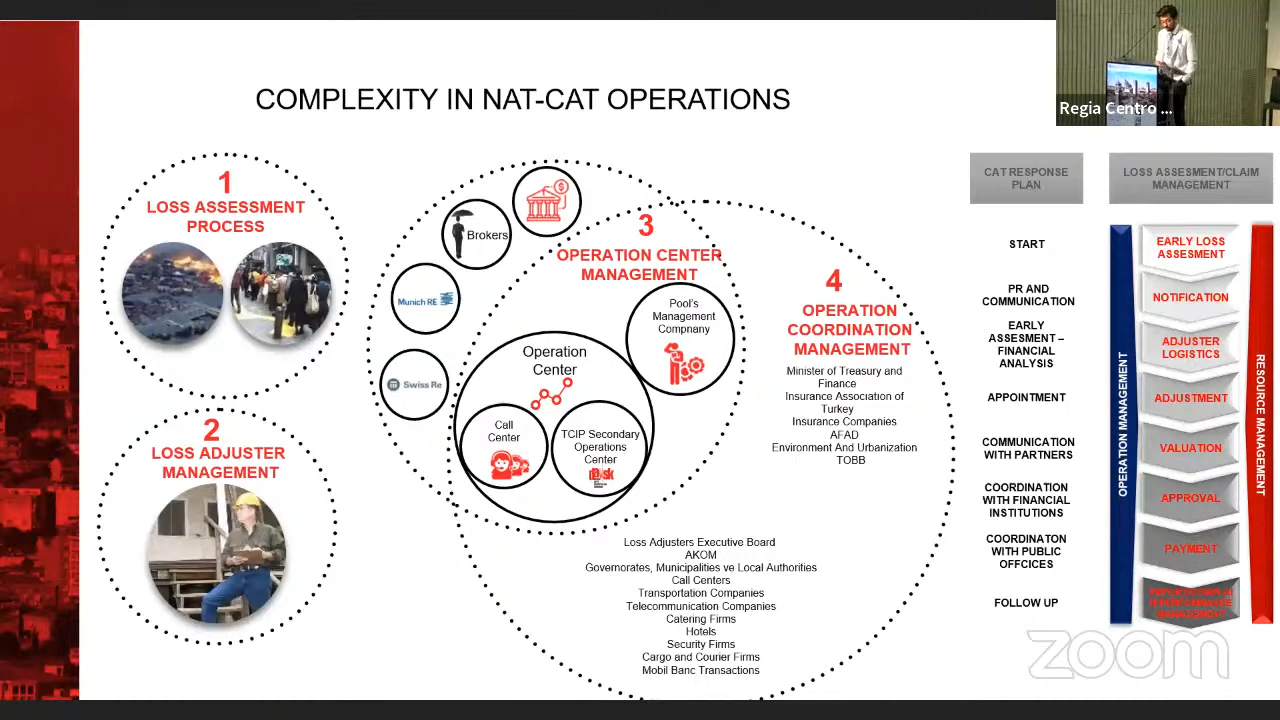 COMPLEXITY IN NAT-CAT OPERATIONS
Regia Centro ...
1
LOSS ASSESSMENT
PROCESS
2
LOSS ADJUSTER
MANAGEMENT
Brokers
Munich RE
Swiss Re
3
OPERATION CENTER
MANAGEMENT
Pool's
Management
Compnany
Operation
Center
Call
Center
TCIP Secondary
Operations
Center
4
OPERATION
COORDINATION
MANAGEMENT
Minister of Treasury and
Finance
Insurance Association of
Turkey
Insurance Companies
AFAD
Environment And Urbanization
TOBB
Loss Adjusters Executive Board
AKOM
Governorates, Municipalities ve Local Authorities
Call Centers
Transportation Companies
Telecommunication Companies
Catering Firms
Hotels
Security Firms
Cargo and Courier Firms
Mobil Banc Transactions
CAT RESPONSE
PLAN
START
PR AND
COMMUNICATION
EARLY
ASSESMENT –
FINANCIAL
ANALYSIS
APPOINTMENT
COMMUNICATION
WITH PARTNERS
COORDINATION
WITH FINANCIAL
INSTITUTIONS
COORDINATON
WITH PUBLIC
OFFCICES
FOLLOW UP
LOSS ASSESMENT/CLAIM
MANAGEMENT
OPERATION MANAGEMENT
EARLY LOSS
ASSESMENT
NOTIFICATION
ADJUSTER
LOGISTICS
ADJUSTMENT
VALUATION
APPROVAL
PAYMENT
MANAGEMENT
RESOURCE MANAGEMENT
zoom